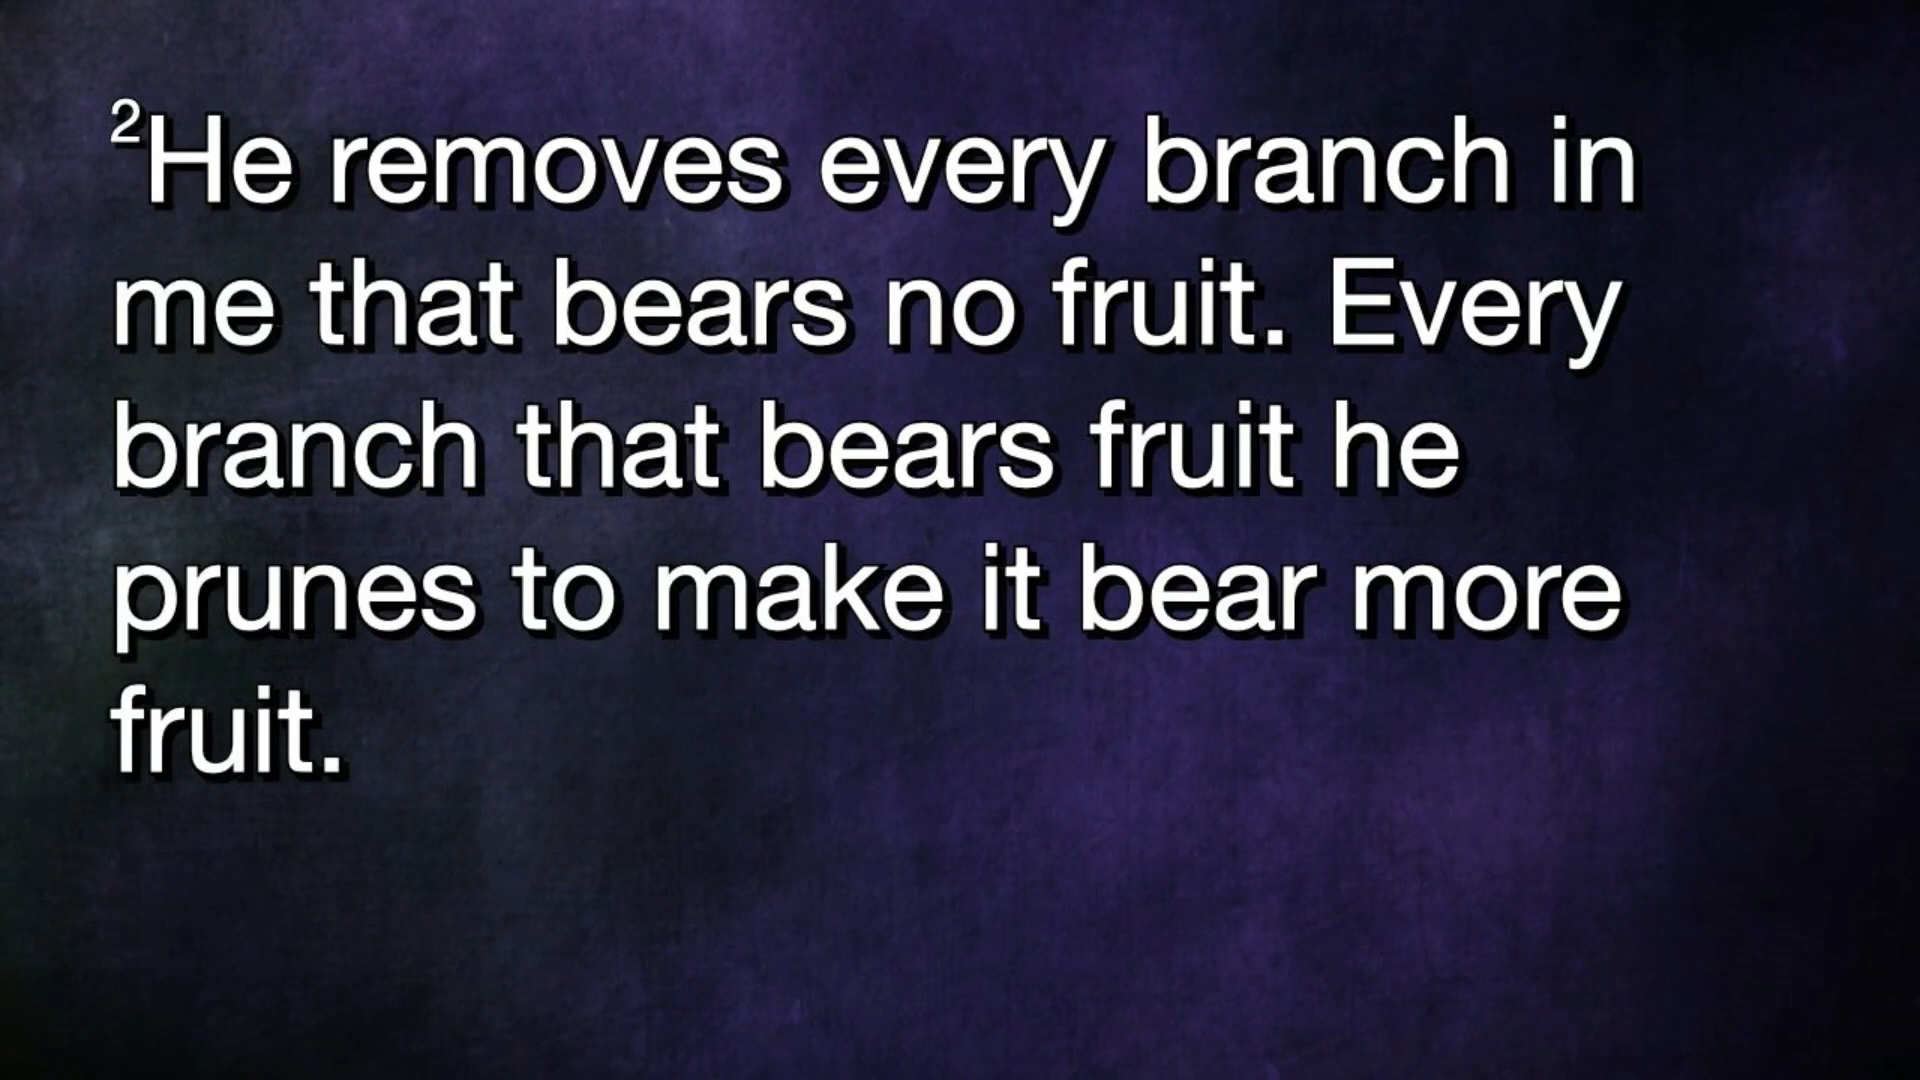 ²He removes every branch in
me that bears no fruit. Every
branch that bears fruit he
prunes to make it bear more
fruit.